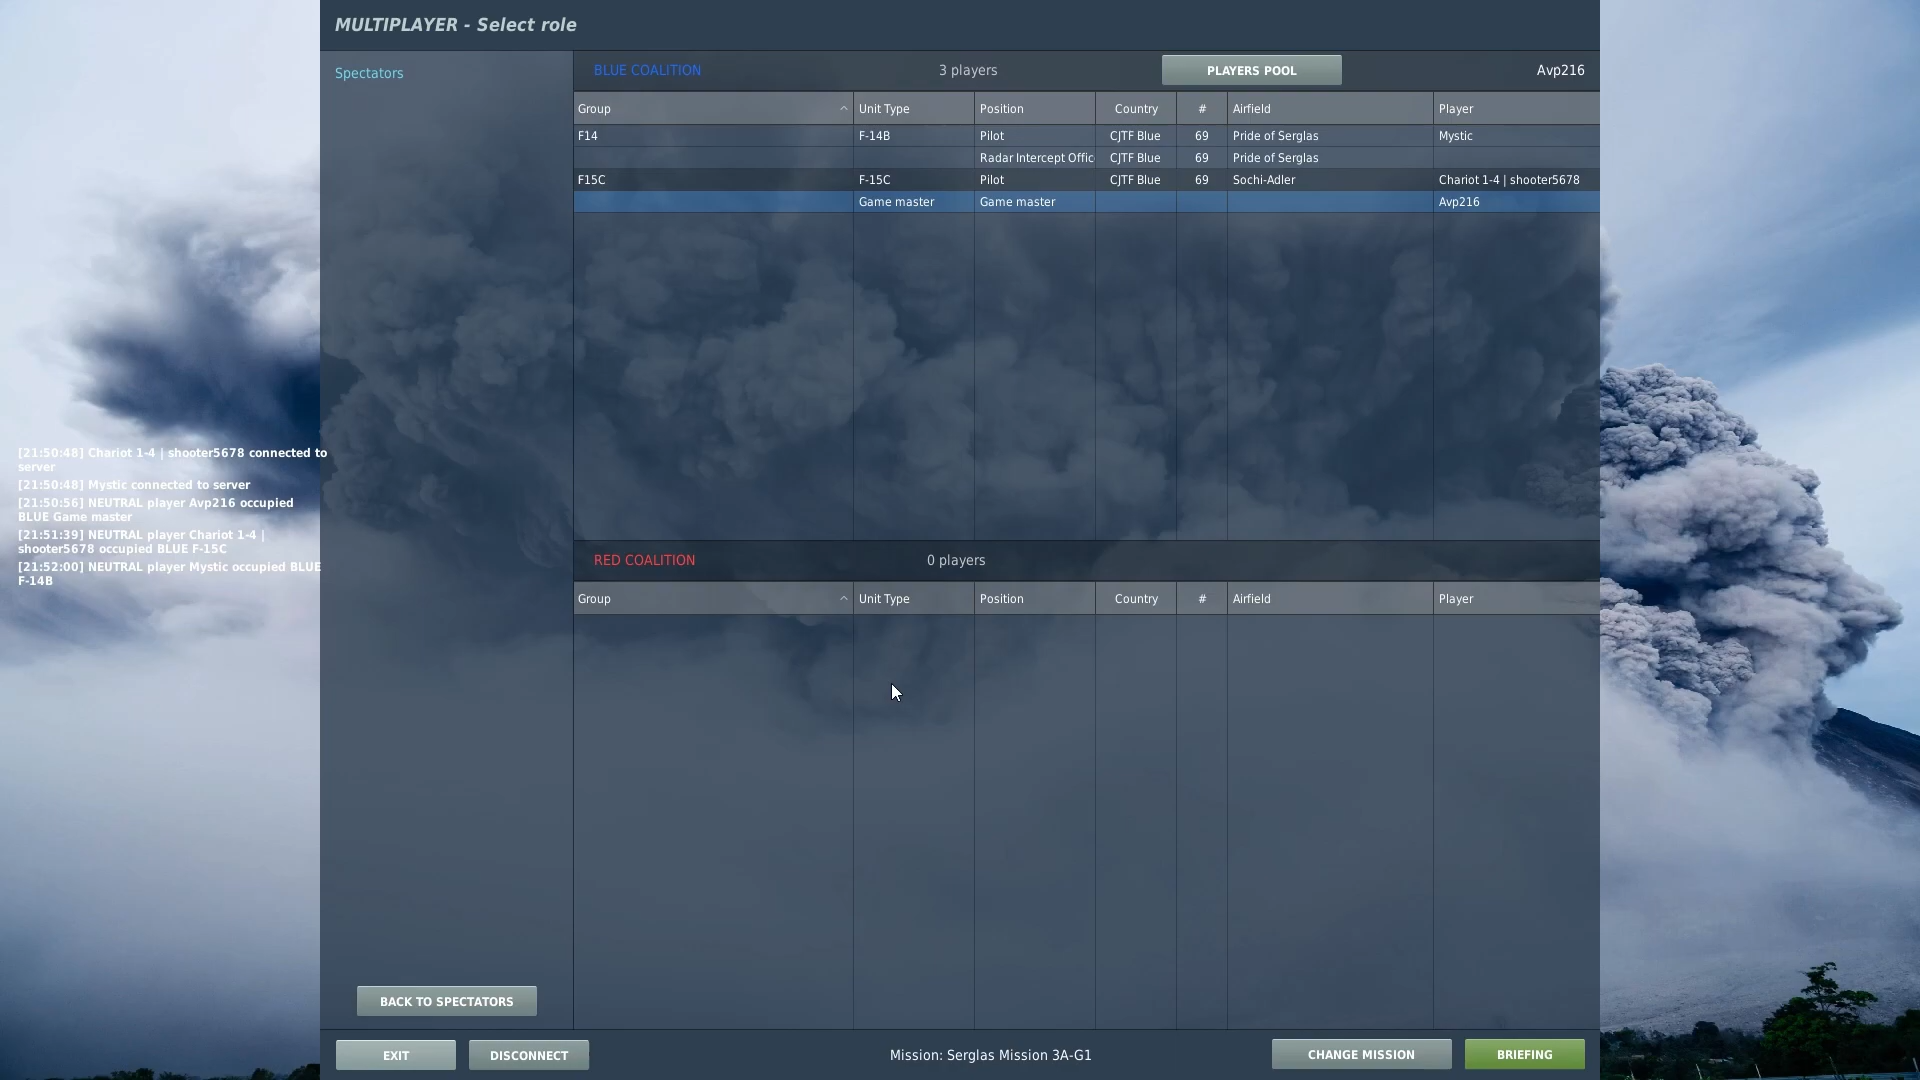 MULTIPLAYER - Select role
Spectators
BLUE COALITION 3 players PLAYERS POOL Avp216
Group Unit Type Position Country # Airfield Player
F14 F-14B Pilot CJTF Blue 69 Pride of Serglas Mystic
Radar Intercept Offic CJTF Blue 69 Pride of Serglas
F15C F-15C Pilot CJTF Blue 69 Sochi-Adler Chariot 1-4 | shooter5678
Game master Game master Avp216
[21:50:48] Chariot 1-4 | shooter5678 connected to
server
[21:50:48] Mystic connected to server
[21:50:56] NEUTRAL player Avp216 occupied
BLUE Game master
[21:51:39] NEUTRAL player Chariot 1-4 |
shooter5678 occupied BLUE F-15C
[21:52:00] NEUTRAL player Mystic occupied BLUE
F-14B
RED COALITION 0 players
Group Unit Type Position Country # Airfield Player
BACK TO SPECTATORS
EXIT DISCONNECT Mission: Serglas Mission 3A-G1 CHANGE MISSION BRIEFING